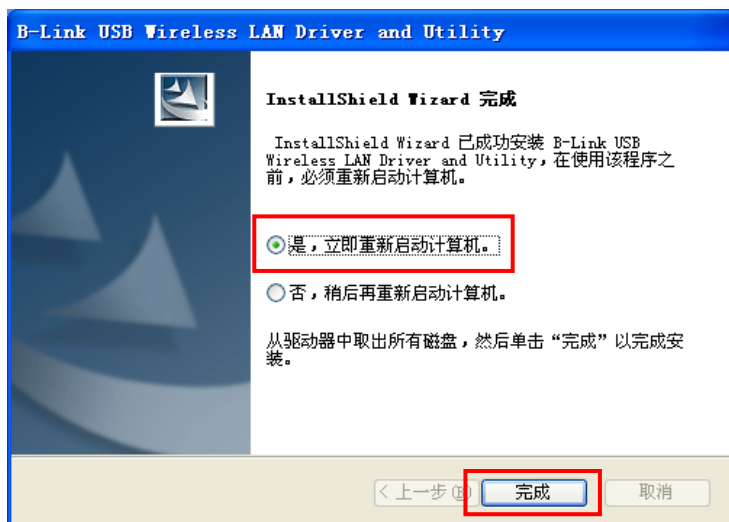 B-Link USB Wireless LAN Driver and Utility
InstallShield Wizard 完成
InstallShield Wizard 已成功安装 B-Link USB
Wireless LAN Driver and Utility，在使用该程序之
前，必须重新启动计算机。
是，立即重新启动计算机。
否，稍后再重新启动计算机。
从驱动器中取出所有磁盘，然后单击“完成”以完成安
装。
< 上一步(B) 完成 取消